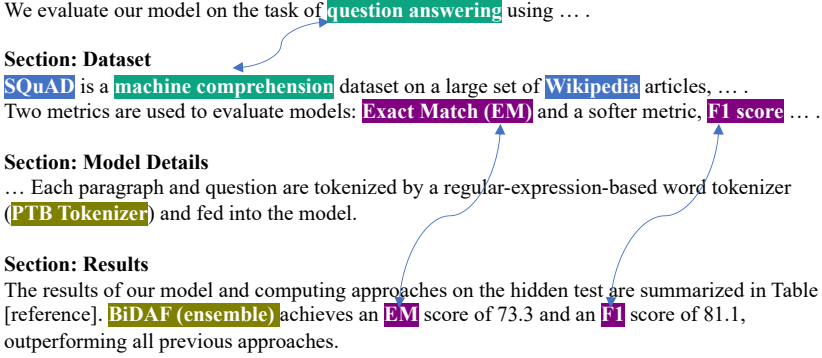 We evaluate our model on the task of question answering using … .
Section: Dataset
SQuAD is a machine comprehension dataset on a large set of Wikipedia articles, … .
Two metrics are used to evaluate models: Exact Match (EM) and a softer metric, F1 score … .
Section: Model Details
… Each paragraph and question are tokenized by a regular-expression-based word tokenizer
(PTB Tokenizer) and fed into the model.
Section: Results
The results of our model and computing approaches on the hidden test are summarized in Table
[reference]. BiDAF (ensemble) achieves an EM score of 73.3 and an F1 score of 81.1,
outperforming all previous approaches.